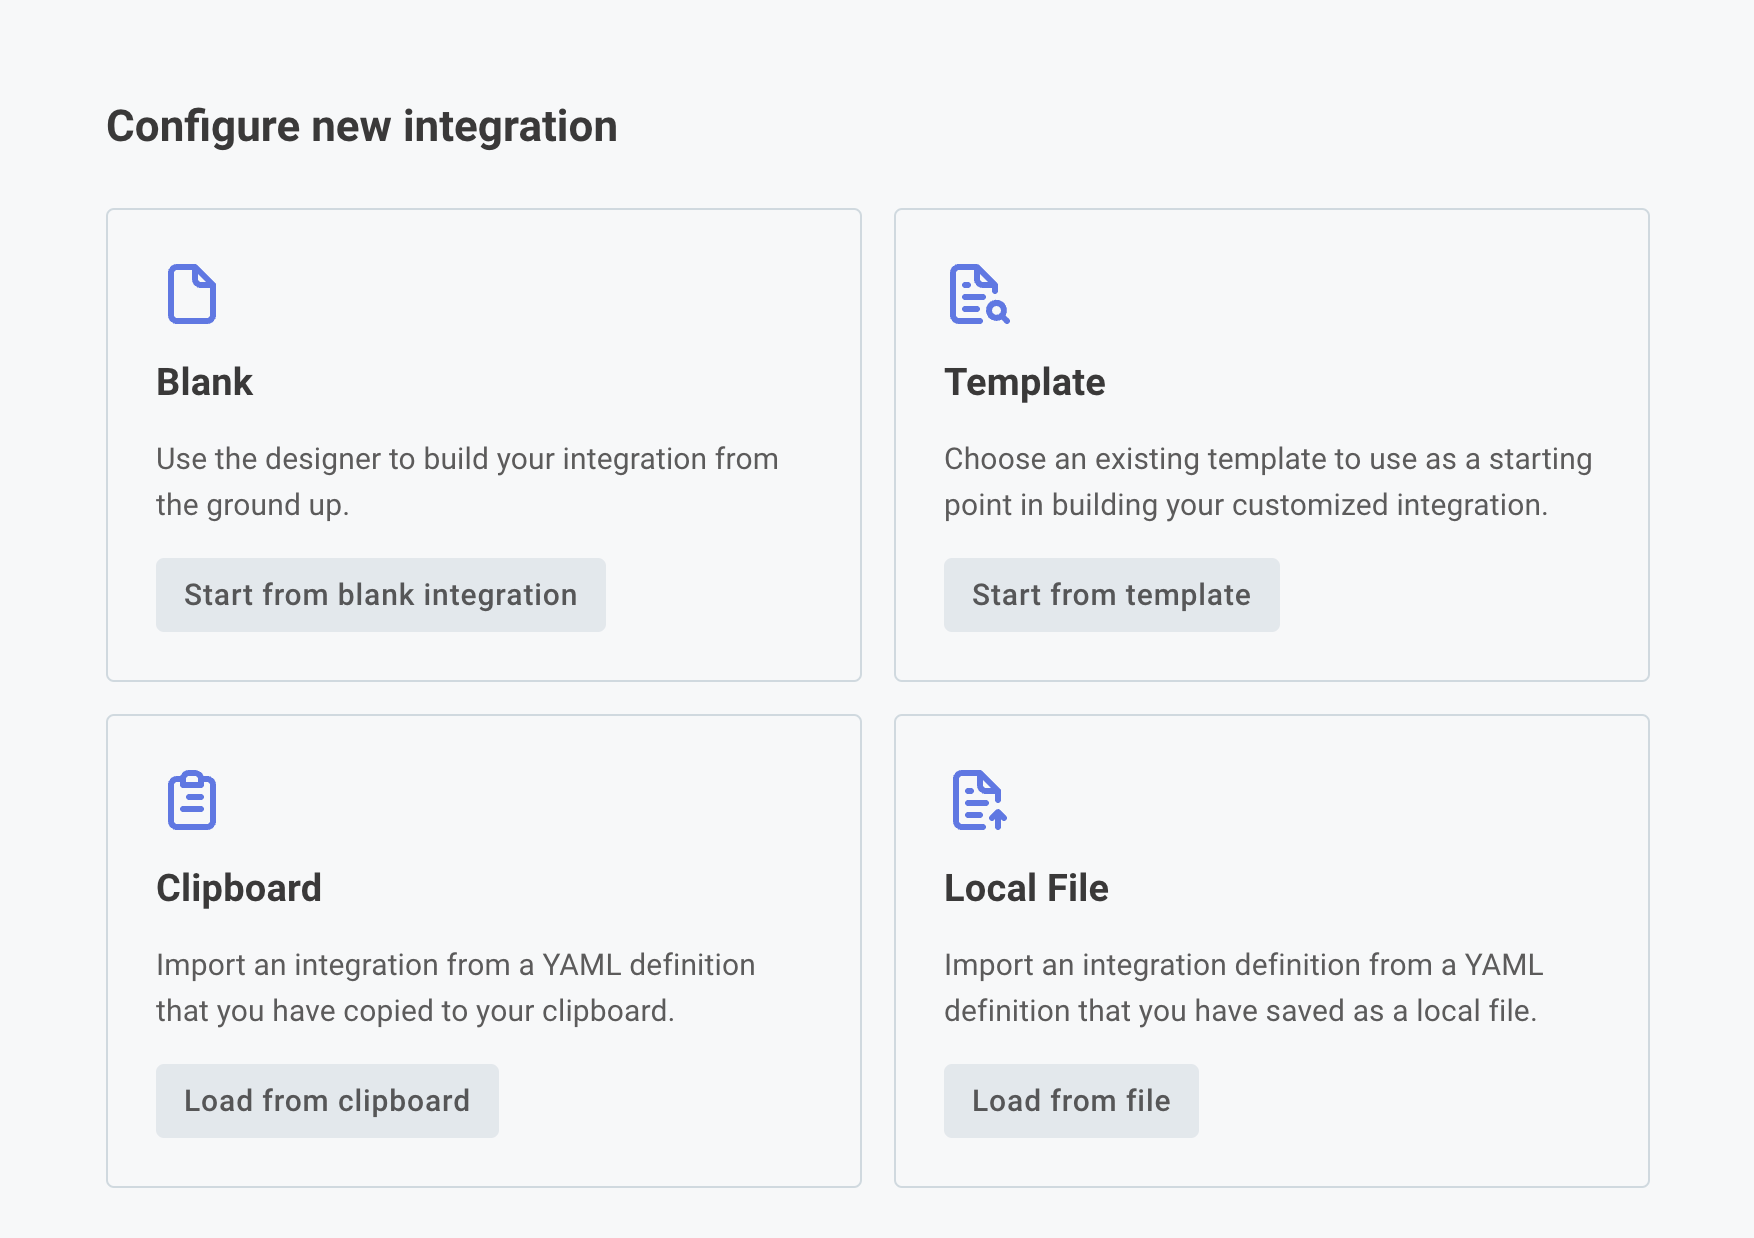 Configure new integration
Blank
Use the designer to build your integration from
the ground up.
Start from blank integration
Template
Choose an existing template to use as a starting
point in building your customized integration.
Start from template
Clipboard
Import an integration from a YAML definition
that you have copied to your clipboard.
Load from clipboard
Local File
Import an integration definition from a YAML
definition that you have saved as a local file.
Load from file